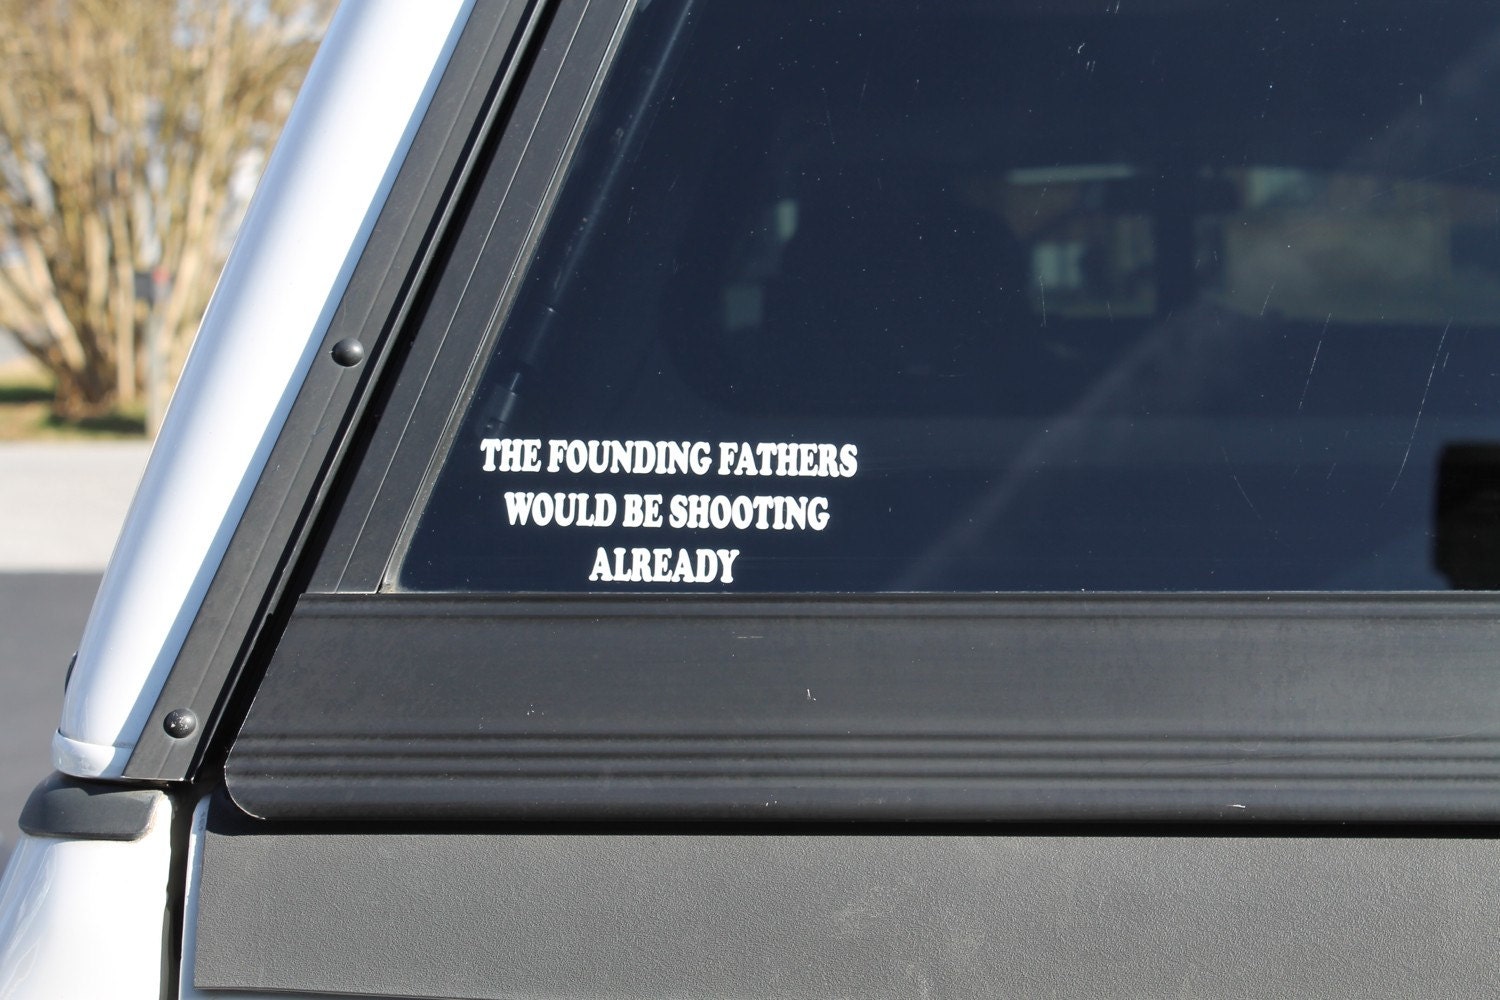 THE FOUNDING FATHERS
WOULD BE SHOOTING
ALREADY